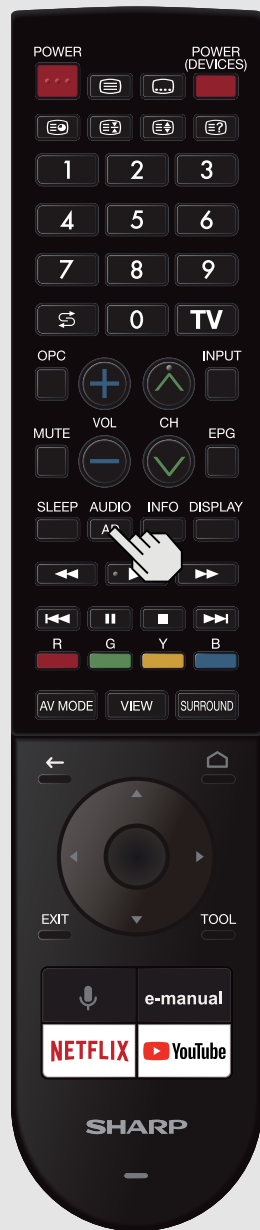 POWER
POWER
(DEVICES)
1 2 3
4 5 6
7 8 9
0 TV
OPC INPUT
MUTE VOL CH EPG
SLEEP AUDIO INFO DISPLAY
AD
R G Y B
AV MODE VIEW SURROUND
EXIT TOOL
e-manual
NETFLIX YouTube
SHARP